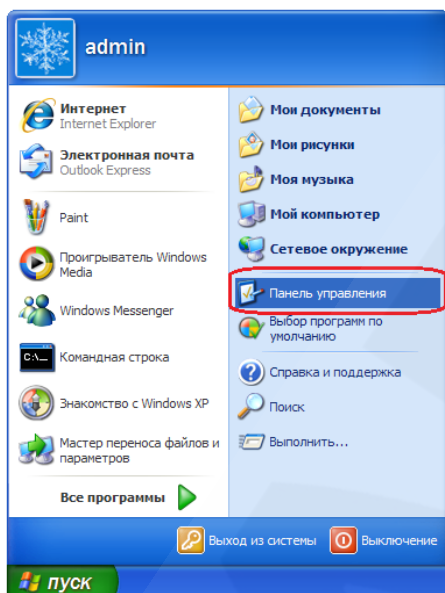 admin
Интернет
Internet Explorer
Электронная почта
Outlook Express
Paint
Проигрыватель Windows
Media
Windows Messenger
C:\_
Командная строка
Знакомство с Windows XP
Мастер переноса файлов и
параметров
Все программы
Мои документы
Мои рисунки
Моя музыка
Мой компьютер
Сетевое окружение
Панель управления
Выбор программ по
умолчанию
Справка и поддержка
Поиск
Выполнить...
Выход из системы
Выключение
пуск